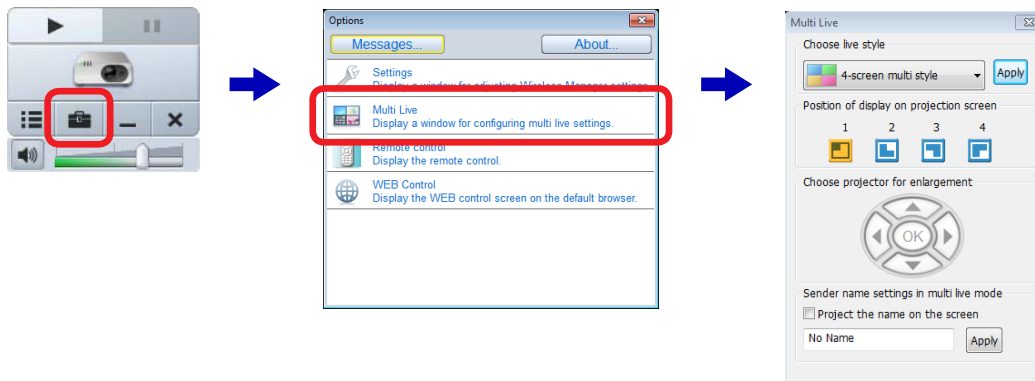 Options
Messages...
About...
Settings
Display a window for adjusting Wireless Manager settings.
Multi Live
Display a window for configuring multi live settings.
Remote control
Display the remote control.
WEB Control
Display the WEB control screen on the default browser.
Multi Live
Choose live style
4-screen multi style
Apply
Position of display on projection screen
1 2 3 4
Choose projector for enlargement
OK
Sender name settings in multi live mode
Project the name on the screen
No Name
Apply